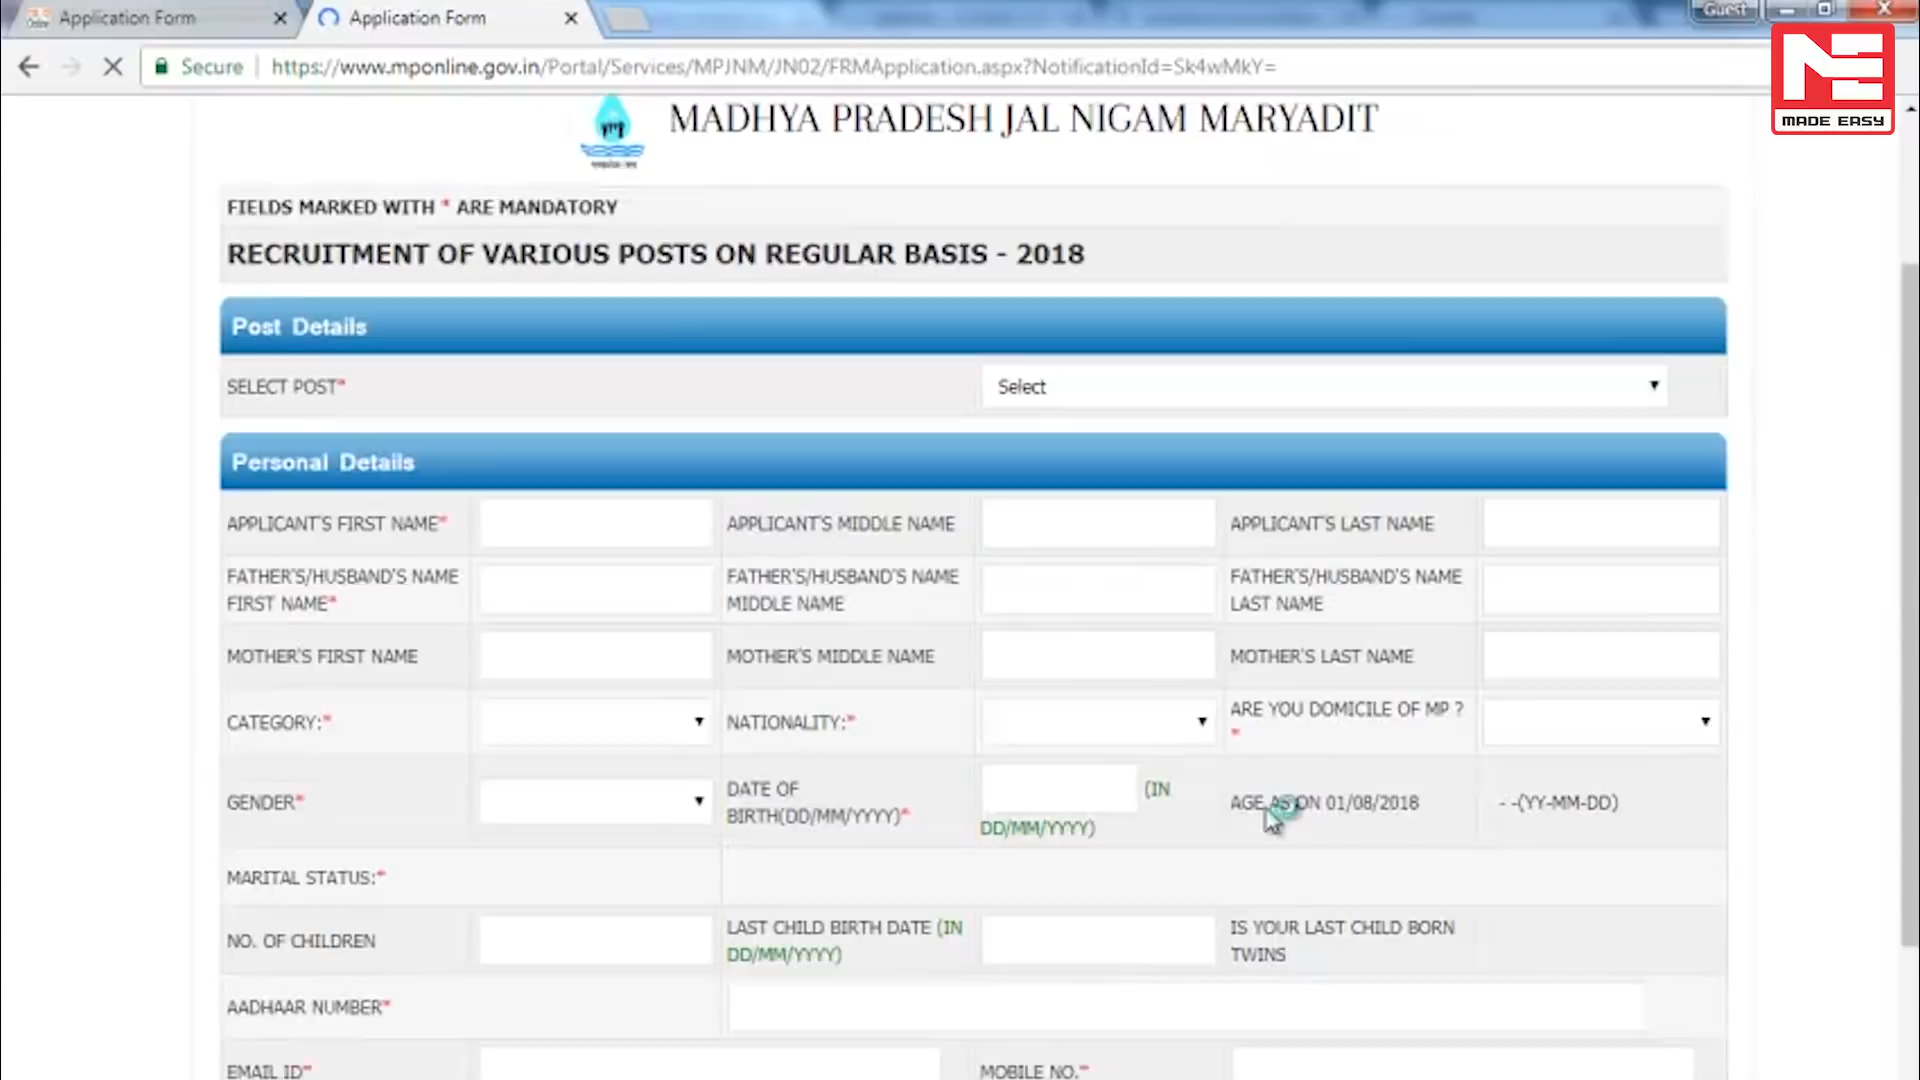 Application Form
Application Form
Guest
Secure
https://www.mponline.gov.in/Portal/Services/MPJNM/JN02/FRMApplication.aspx?NotificationId=Sk4wMkY=
MADE EASY
MADHYA PRADESH JAL NIGAM MARYADIT
FIELDS MARKED WITH * ARE MANDATORY
RECRUITMENT OF VARIOUS POSTS ON REGULAR BASIS - 2018
Post Details
SELECT POST*
Select
Personal Details
APPLICANT'S FIRST NAME*
APPLICANT'S MIDDLE NAME
APPLICANT'S LAST NAME
FATHER'S/HUSBAND'S NAME
FIRST NAME*
FATHER'S/HUSBAND'S NAME
MIDDLE NAME
FATHER'S/HUSBAND'S NAME
LAST NAME
MOTHER'S FIRST NAME
MOTHER'S MIDDLE NAME
MOTHER'S LAST NAME
CATEGORY:*
NATIONALITY:*
ARE YOU DOMICILE OF MP ?
*
GENDER*
DATE OF
BIRTH(DD/MM/YYYY)*
(IN
DD/MM/YYYY)
AGE AS ON 01/08/2018
- -(YY-MM-DD)
MARITAL STATUS:*
NO. OF CHILDREN
LAST CHILD BIRTH DATE (IN
DD/MM/YYYY)
IS YOUR LAST CHILD BORN
TWINS
AADHAAR NUMBER*
EMAIL ID*
MOBILE NO.*